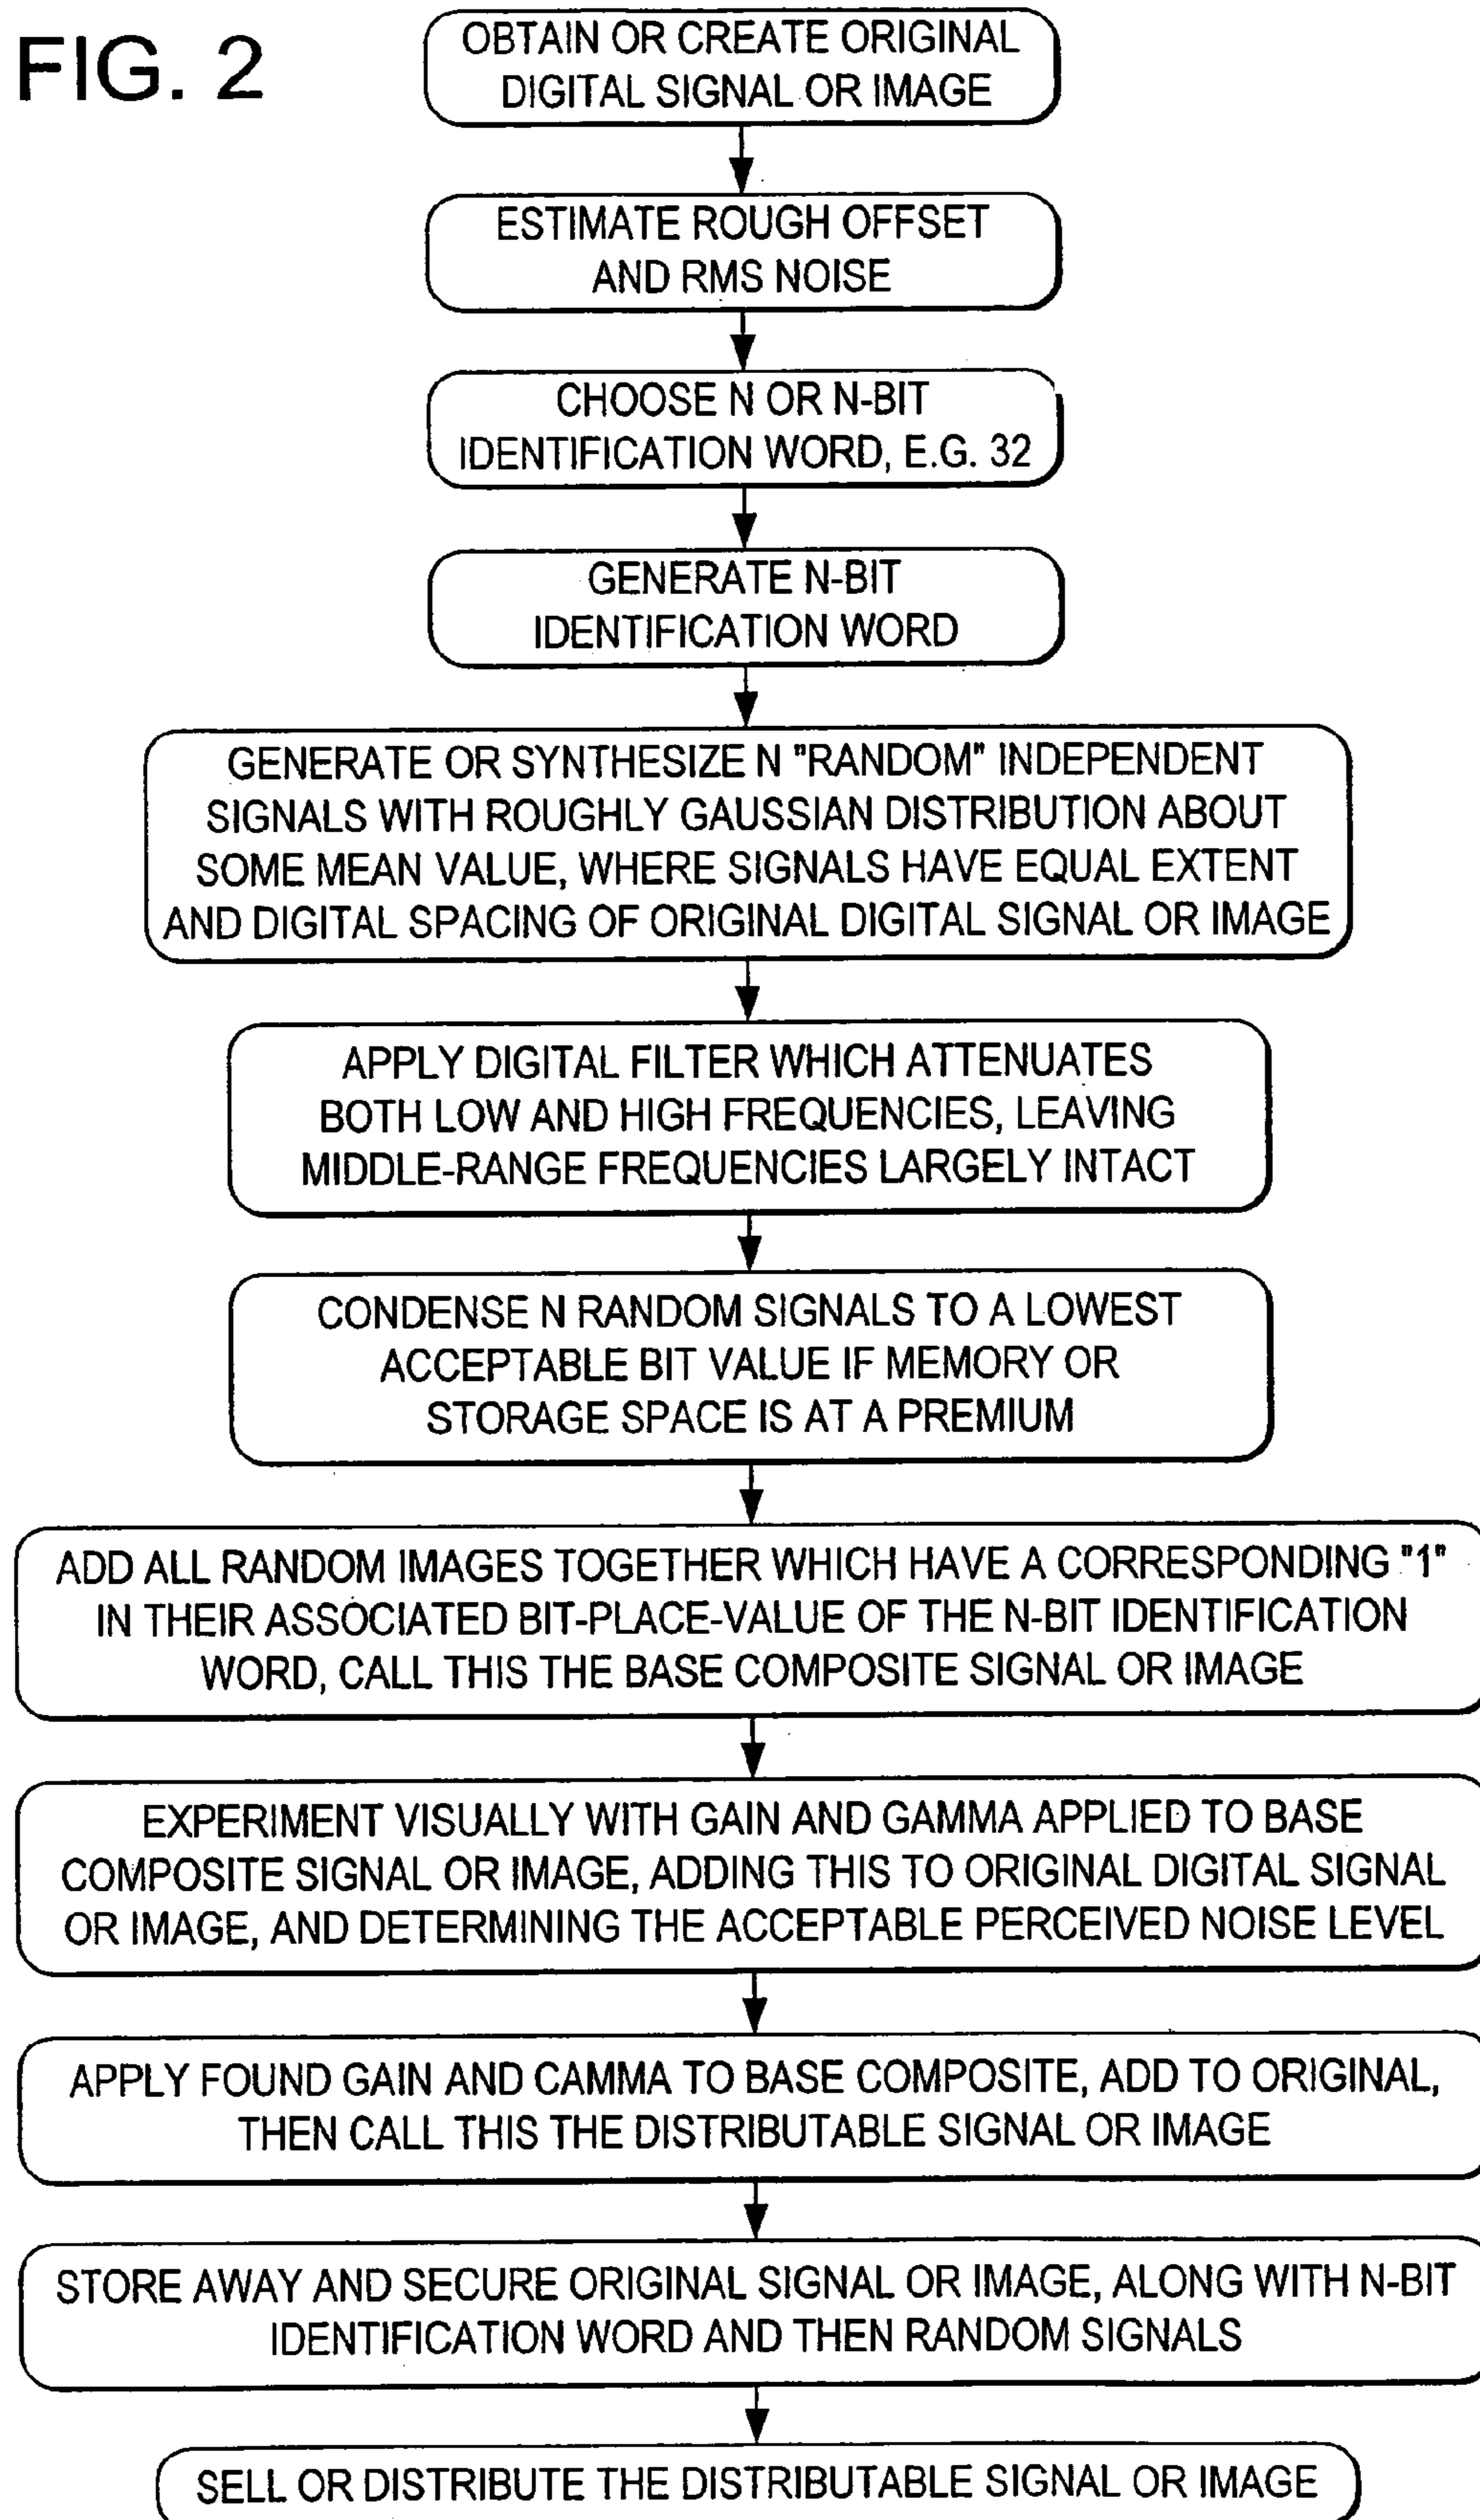 FIG. 2
OBTAIN OR CREATE ORIGINAL
DIGITAL SIGNAL OR IMAGE
ESTIMATE ROUGH OFFSET
AND RMS NOISE
CHOOSE N OR N-BIT
IDENTIFICATION WORD, E.G. 32
GENERATE N-BIT
IDENTIFICATION WORD
GENERATE OR SYNTHESIZE N "RANDOM" INDEPENDENT
SIGNALS WITH ROUGHLY GAUSSIAN DISTRIBUTION ABOUT
SOME MEAN VALUE, WHERE SIGNALS HAVE EQUAL EXTENT
AND DIGITAL SPACING OF ORIGINAL DIGITAL SIGNAL OR IMAGE
APPLY DIGITAL FILTER WHICH ATTENUATES
BOTH LOW AND HIGH FREQUENCIES, LEAVING
MIDDLE-RANGE FREQUENCIES LARGELY INTACT
CONDENSE N RANDOM SIGNALS TO A LOWEST
ACCEPTABLE BIT VALUE IF MEMORY OR
STORAGE SPACE IS AT A PREMIUM
ADD ALL RANDOM IMAGES TOGETHER WHICH HAVE A CORRESPONDING "1"
IN THEIR ASSOCIATED BIT-PLACE-VALUE OF THE N-BIT IDENTIFICATION
WORD, CALL THIS THE BASE COMPOSITE SIGNAL OR IMAGE
EXPERIMENT VISUALLY WITH GAIN AND GAMMA APPLIED TO BASE
COMPOSITE SIGNAL OR IMAGE, ADDING THIS TO ORIGINAL DIGITAL SIGNAL
OR IMAGE, AND DETERMINING THE ACCEPTABLE PERCEIVED NOISE LEVEL
APPLY FOUND GAIN AND CAMMA TO BASE COMPOSITE, ADD TO ORIGINAL,
THEN CALL THIS THE DISTRIBUTABLE SIGNAL OR IMAGE
STORE AWAY AND SECURE ORIGINAL SIGNAL OR IMAGE, ALONG WITH N-BIT
IDENTIFICATION WORD AND THEN RANDOM SIGNALS
SELL OR DISTRIBUTE THE DISTRIBUTABLE SIGNAL OR IMAGE